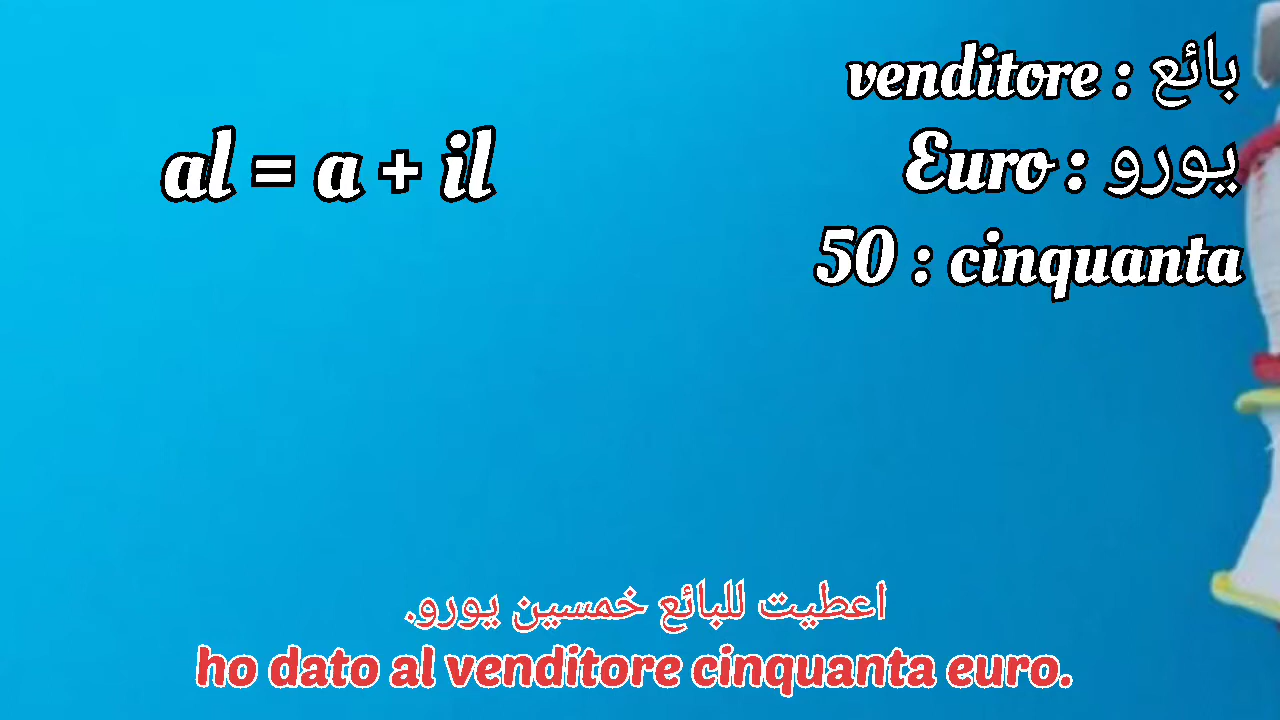 venditore : بائع
Euro : يورو
50 : cinquanta
al = a + il
اعطيت للبائع خمسين يورو.
ho dato al venditore cinquanta euro.